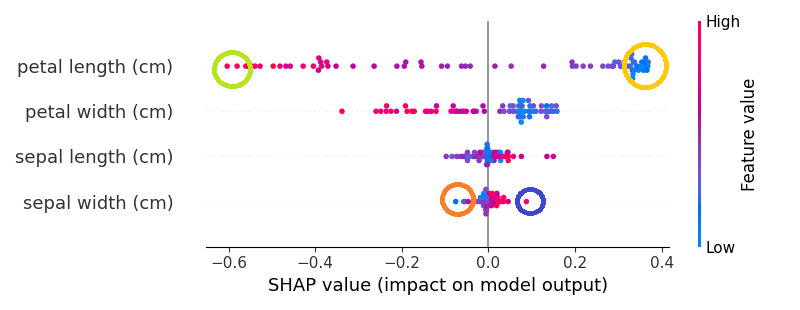 High
petal length (cm)
petal width (cm)
sepal length (cm)
sepal width (cm)
Feature value
Low
−0.6 −0.4 −0.2 0.0 0.2 0.4
SHAP value (impact on model output)